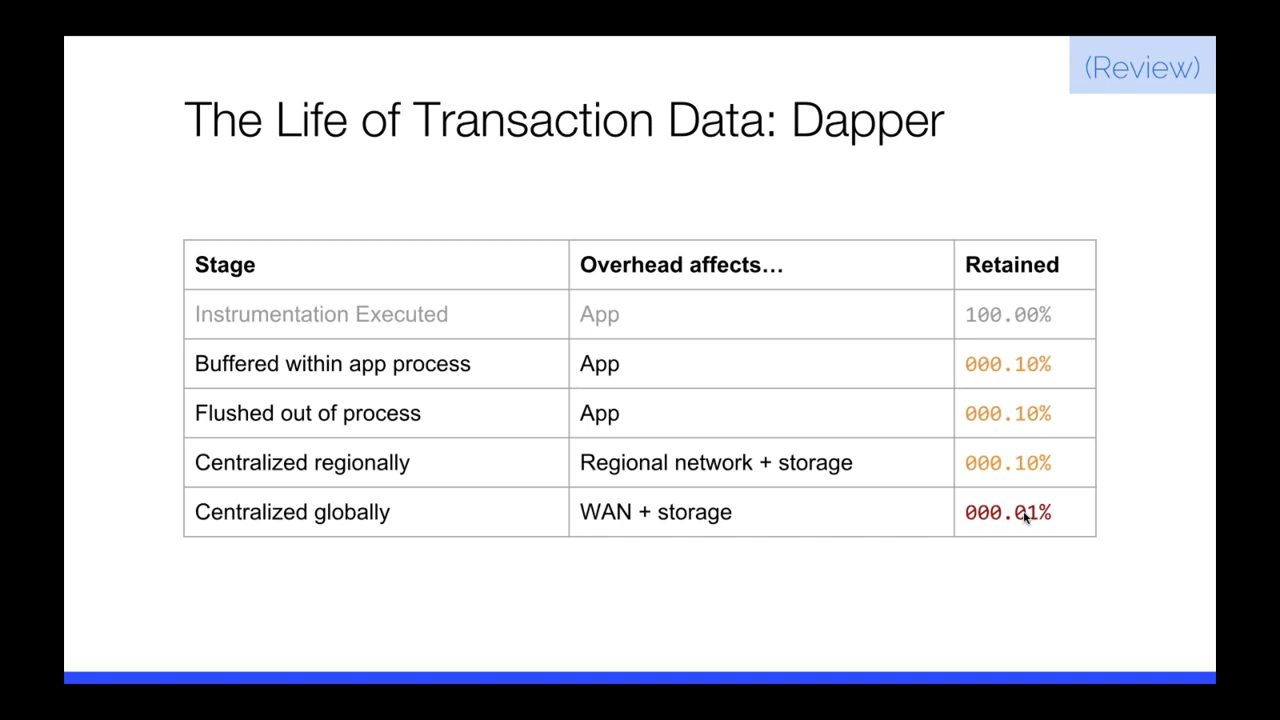 (Review)
The Life of Transaction Data: Dapper
Stage Overhead affects… Retained
Instrumentation Executed App 100.00%
Buffered within app process App 000.10%
Flushed out of process App 000.10%
Centralized regionally Regional network + storage 000.10%
Centralized globally WAN + storage 000.01%